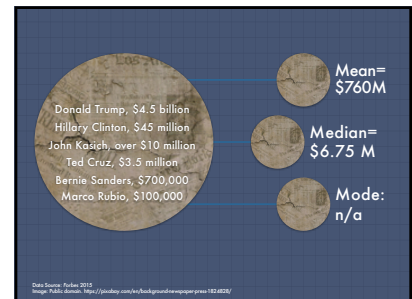 Donald Trump, $4.5 billion
Hillary Clinton, $45 million
John Kasich, over $10 million
Ted Cruz, $3.5 million
Bernie Sanders, $700,000
Marco Rubio, $100,000
Mean=
$760M
Median=
$6.75 M
Mode:
n/a
Data Source: Forbes 2015
Image: Public domain. https://pixabay.com/en/background-newspaper-press-1824828/